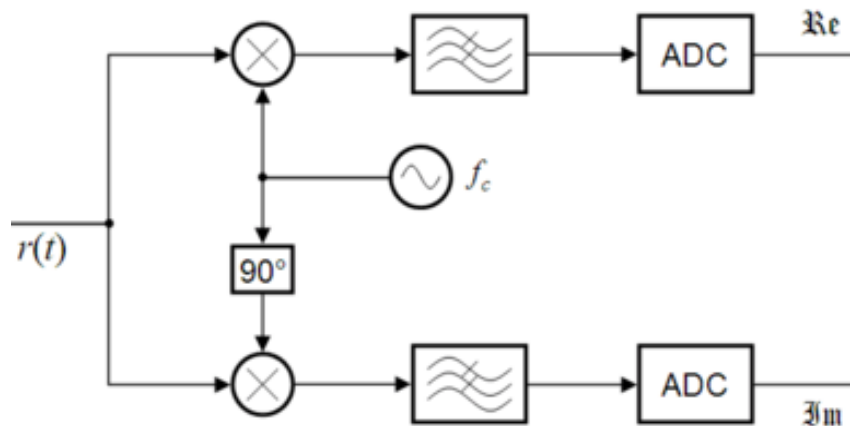 ℜe
ADC
f_c
r(t)
90°
ADC
ℑm